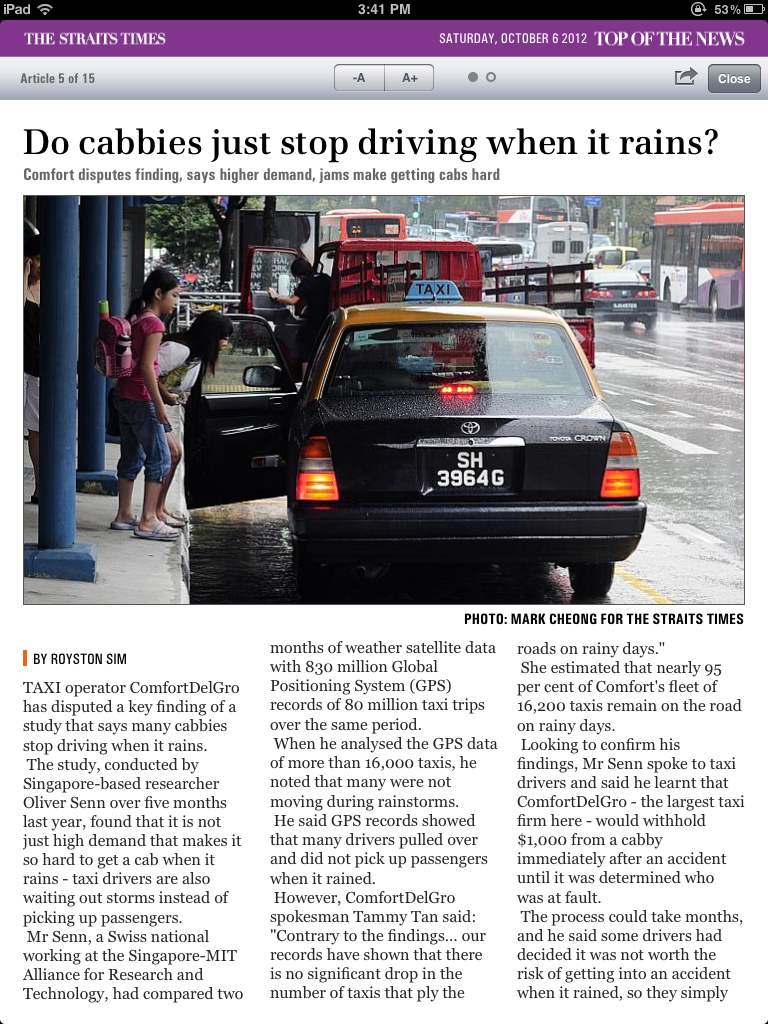 iPad
3:41 PM
53%
THE STRAITS TIMES
SATURDAY, OCTOBER 6 2012 TOP OF THE NEWS
Article 5 of 15
-A
A+
Close
Do cabbies just stop driving when it rains?
Comfort disputes finding, says higher demand, jams make getting cabs hard
TAXI
TOYOTA CROWN
SH
3964G
PHOTO: MARK CHEONG FOR THE STRAITS TIMES
BY ROYSTON SIM
TAXI operator ComfortDelGro
has disputed a key finding of a
study that says many cabbies
stop driving when it rains.
The study, conducted by
Singapore-based researcher
Oliver Senn over five months
last year, found that it is not
just high demand that makes it
so hard to get a cab when it
rains - taxi drivers are also
waiting out storms instead of
picking up passengers.
Mr Senn, a Swiss national
working at the Singapore-MIT
Alliance for Research and
Technology, had compared two
months of weather satellite data
with 830 million Global
Positioning System (GPS)
records of 80 million taxi trips
over the same period.
When he analysed the GPS data
of more than 16,000 taxis, he
noted that many were not
moving during rainstorms.
He said GPS records showed
that many drivers pulled over
and did not pick up passengers
when it rained.
However, ComfortDelGro
spokesman Tammy Tan said:
"Contrary to the findings... our
records have shown that there
is no significant drop in the
number of taxis that ply the
roads on rainy days."
She estimated that nearly 95
per cent of Comfort's fleet of
16,200 taxis remain on the road
on rainy days.
Looking to confirm his
findings, Mr Senn spoke to taxi
drivers and said he learnt that
ComfortDelGro - the largest taxi
firm here - would withhold
$1,000 from a cabby
immediately after an accident
until it was determined who
was at fault.
The process could take months,
and he said some drivers had
decided it was not worth the
risk of getting into an accident
when it rained, so they simply